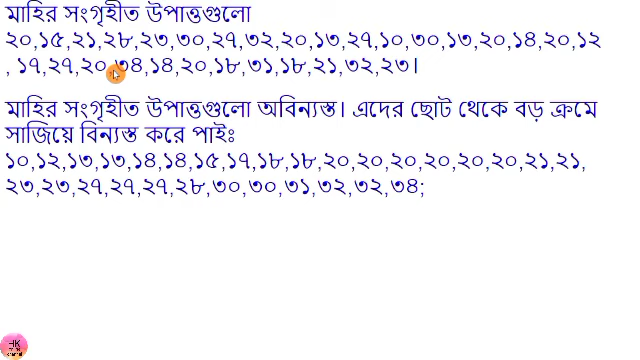 মাহির সংগৃহীত উপাত্তগুলো
২০,১৫,২১,২৮,২৩,৩০,২৭,৩২,২০,১৩,২৭,১০,৩০,১৩,২০,১৪,২০,১২
, ১৭,২৭,২০,৩৪,১৪,২০,১৮,৩১,১৮,২১,৩২,২৩।
মাহির সংগৃহীত উপাত্তগুলো অবিন্যস্ত। এদের ছোট থেকে বড় ক্রমে
সাজিয়ে বিন্যস্ত করে পাইঃ
১০,১২,১৩,১৩,১৪,১৪,১৫,১৭,১৮,১৮,২০,২০,২০,২০,২০,২০,২১,২১,
২৩,২৩,২৭,২৭,২৭,২৮,৩০,৩০,৩১,৩২,৩২,৩৪;
HK